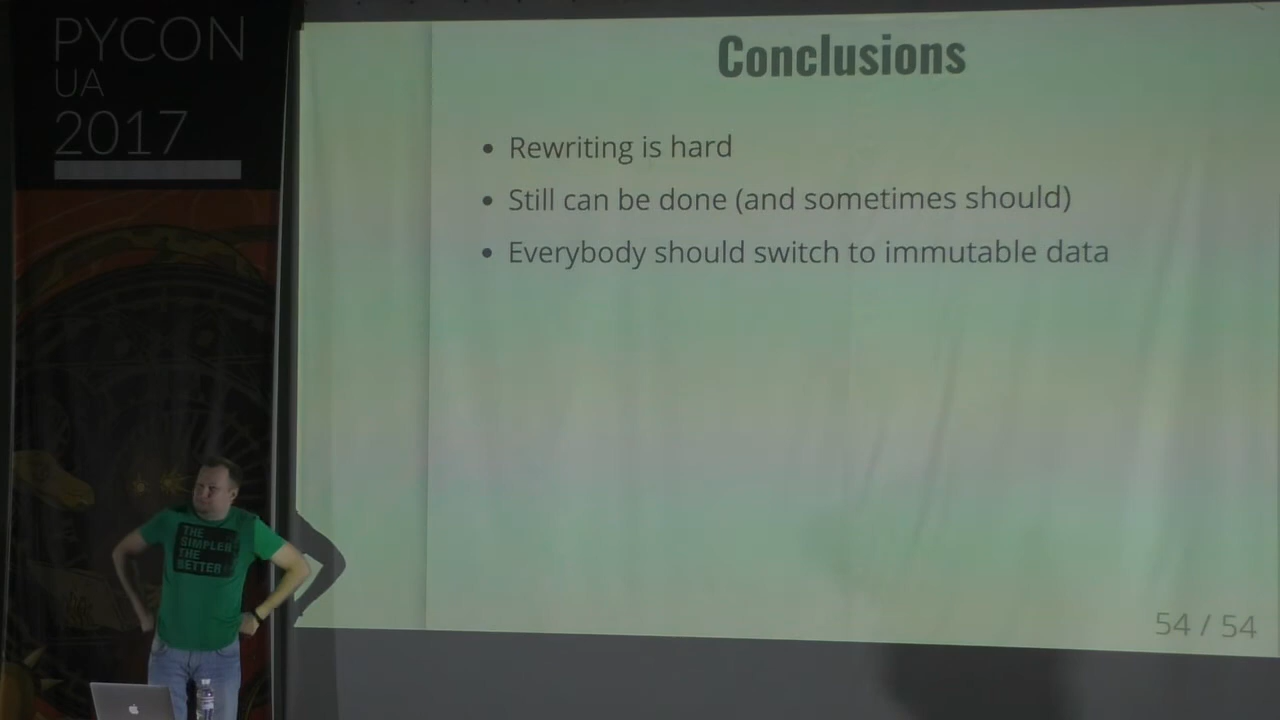 PYCON
UA
2017
Conclusions
• Rewriting is hard
• Still can be done (and sometimes should)
• Everybody should switch to immutable data
THE
SIMPLER
THE
BETTER
54 / 54